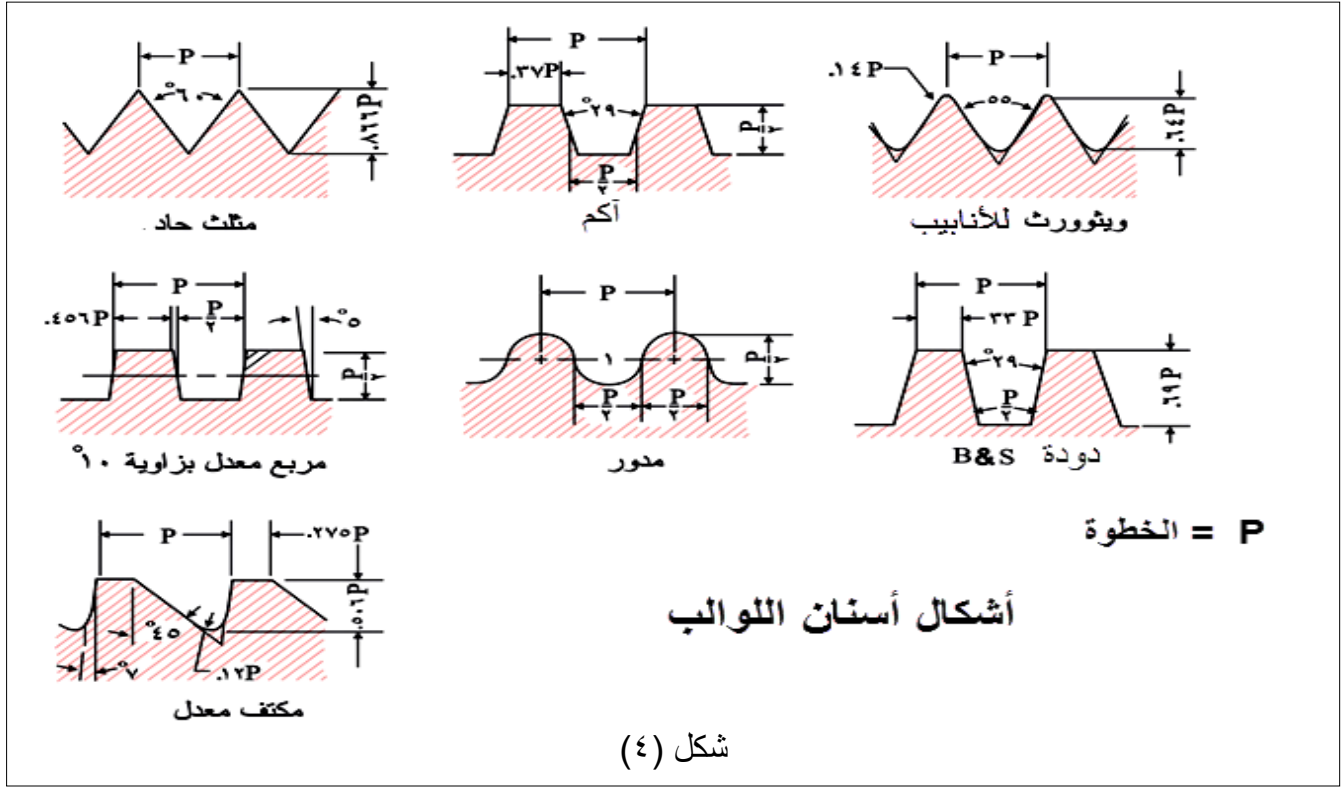 P
°٦٠
.٨٦٦P
مثلث حاد.
P
.٣٧P
°٢٩
P/٢
P/٢
آكم
P
.١٤P
٥٥
.٦٤P
ويثوورث للأنابيب
P
.٤٥٦P
P/٢
°٥
P/٢
مربع معدل بزاوية ١٠°
P
١
P/٢
P/٢
P/٢
مدور
P
٣٣ P
°٢٩
P/٢
.٦٩P
دودة B&S
P
.٢٧٥P
.٥٠٦P
°٤٥
°٧
.١٢P
مكتف معدل
P = الخطوة
أشكال أسنان اللوالب
شكل (٤)